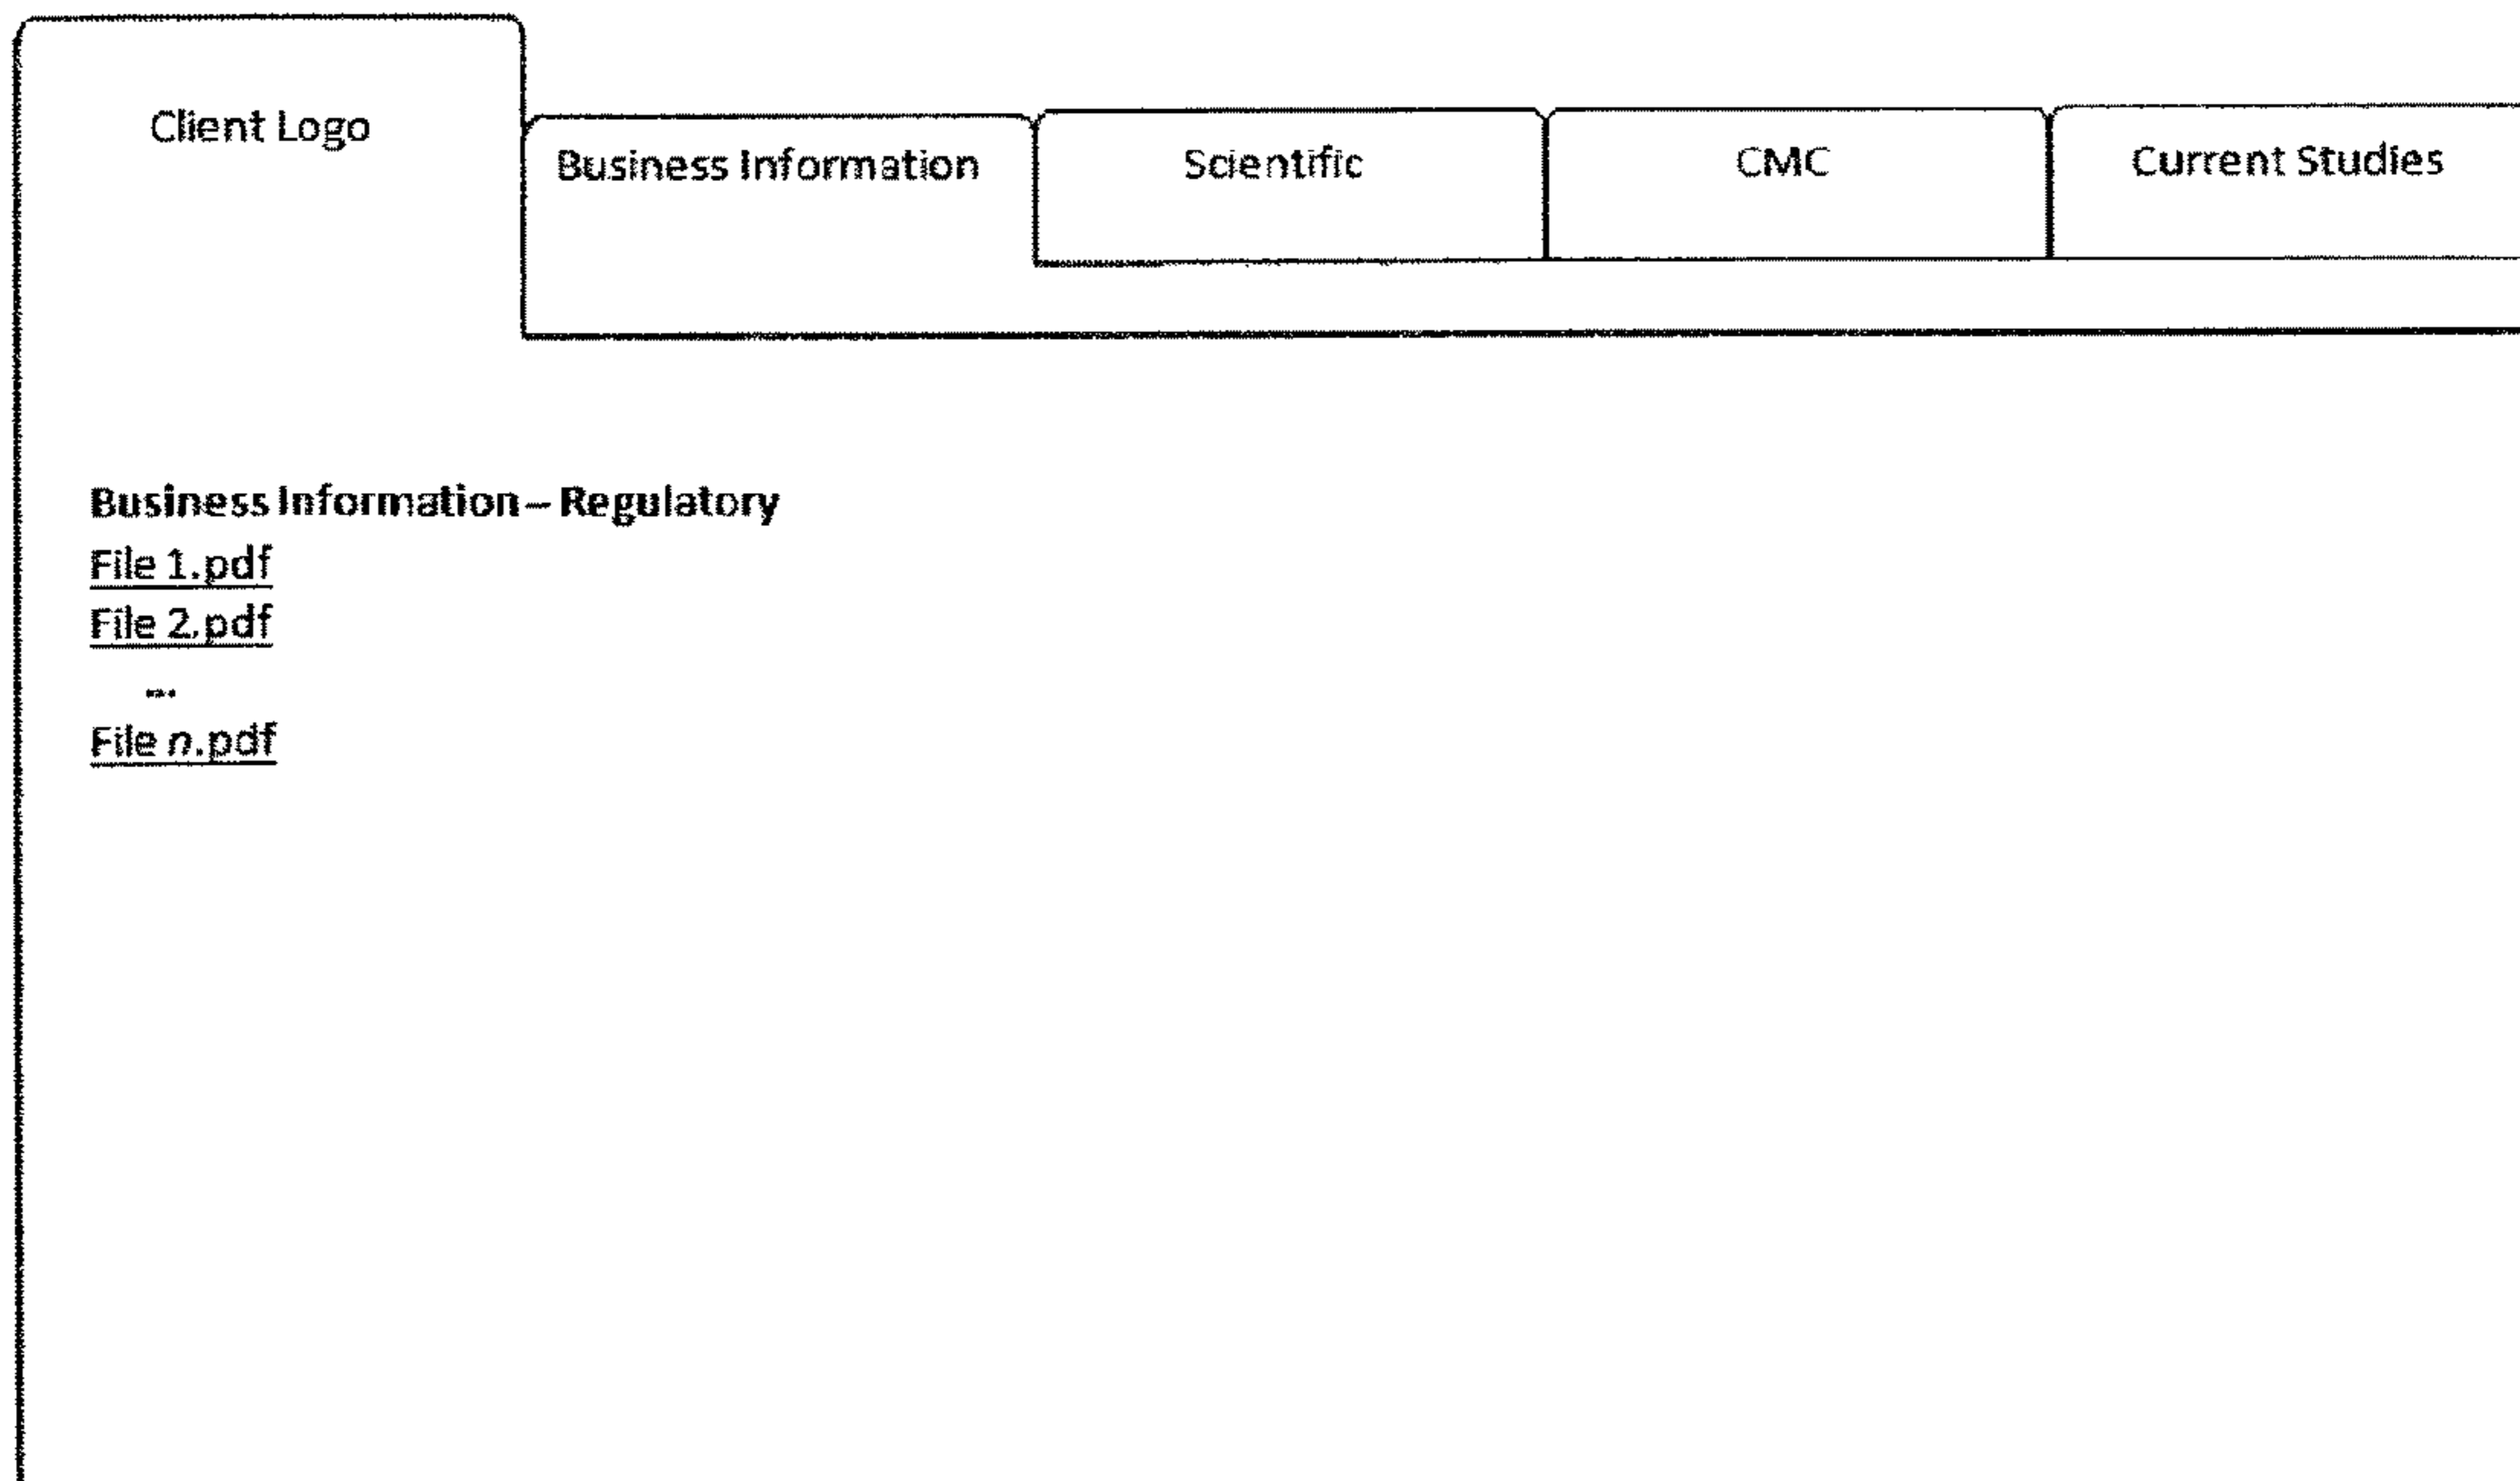 Client Logo
Business Information
Scientific
CMC
Current Studies
Business Information – Regulatory
File 1.pdf
File 2.pdf
...
File n.pdf